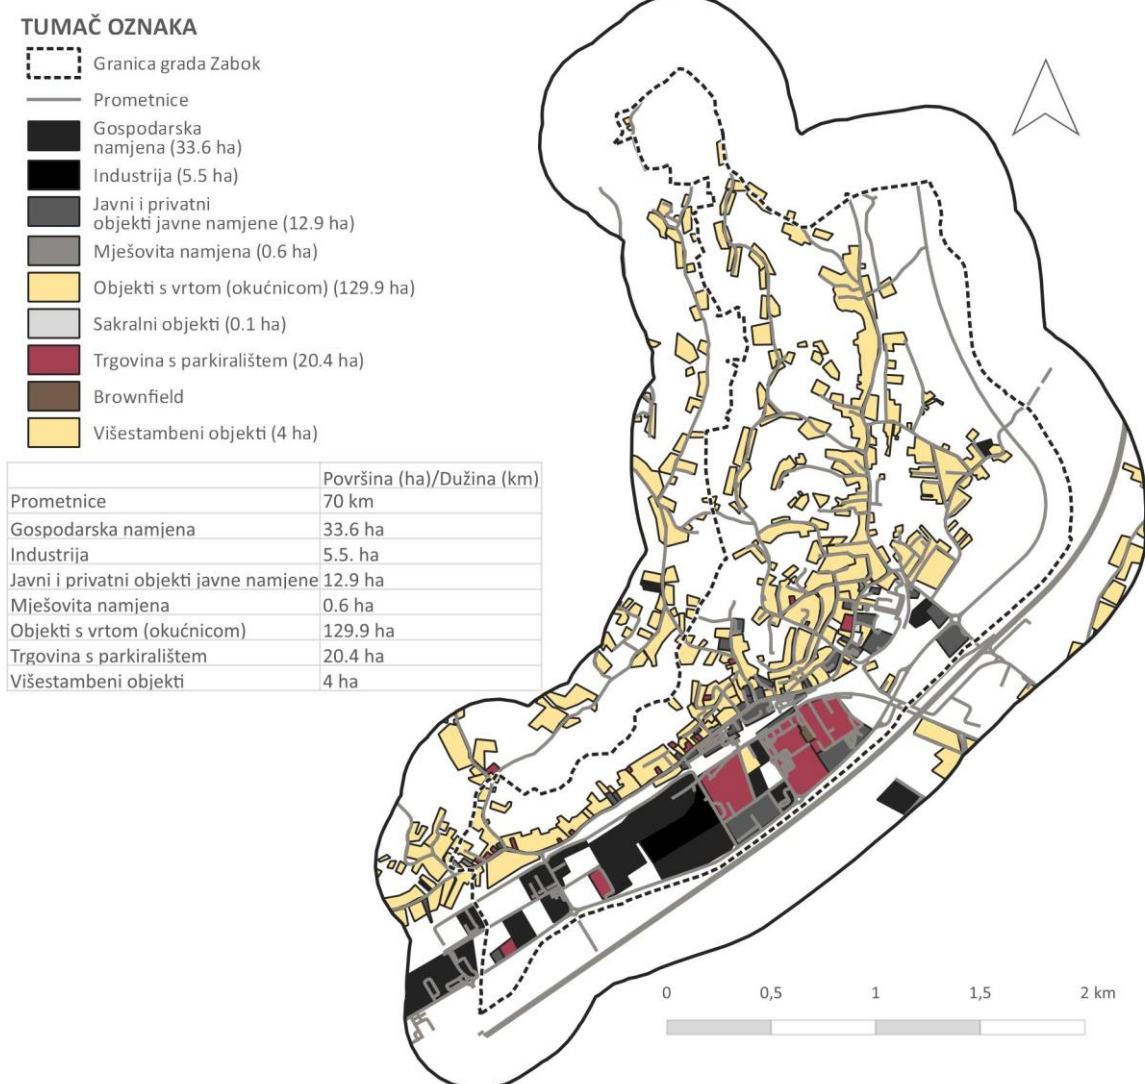 TUMAČ OZNAKA
Granica grada Zabok
Prometnice
Gospodarska
namjena (33.6 ha)
Industrija (5.5 ha)
Javni i privatni
objekti javne namjene (12.9 ha)
Mješovita namjena (0.6 ha)
Objekti s vrtom (okućnicom) (129.9 ha)
Sakralni objekti (0.1 ha)
Trgovina s parkiralištem (20.4 ha)
Brownfield
Višestambeni objekti (4 ha)
Površina (ha)/Dužina (km)
Prometnice 70 km
Gospodarska namjena 33.6 ha
Industrija 5.5. ha
Javni i privatni objekti javne namjene 12.9 ha
Mješovita namjena 0.6 ha
Objekti s vrtom (okućnicom) 129.9 ha
Trgovina s parkiralištem 20.4 ha
Višestambeni objekti 4 ha
0 0,5 1 1,5 2 km